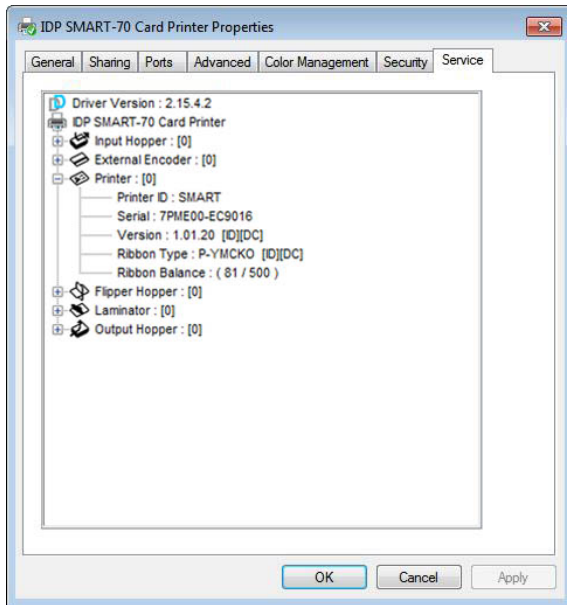 IDP SMART-70 Card Printer Properties
General Sharing Ports Advanced Color Management Security Service
Driver Version : 2.15.4.2
IDP SMART-70 Card Printer
Input Hopper : [0]
External Encoder : [0]
Printer : [0]
Printer ID : SMART
Serial : 7PME00-EC9016
Version : 1.01.20 [ID][DC]
Ribbon Type : P-YMCKO [ID][DC]
Ribbon Balance : ( 81 / 500 )
Flipper Hopper : [0]
Laminator : [0]
Output Hopper : [0]
OK Cancel Apply